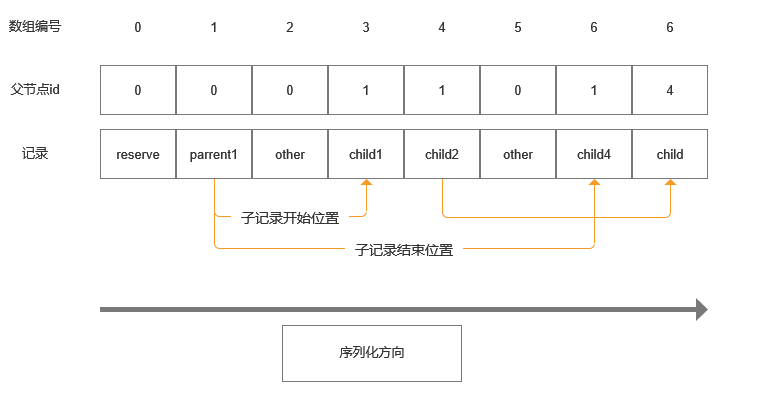 数组编号 0 1 2 3 4 5 6 6
父节点id 0 0 0 1 1 0 1 4
记录 reserve parrent1 other child1 child2 other child4 child
子记录开始位置
子记录结束位置
序列化方向